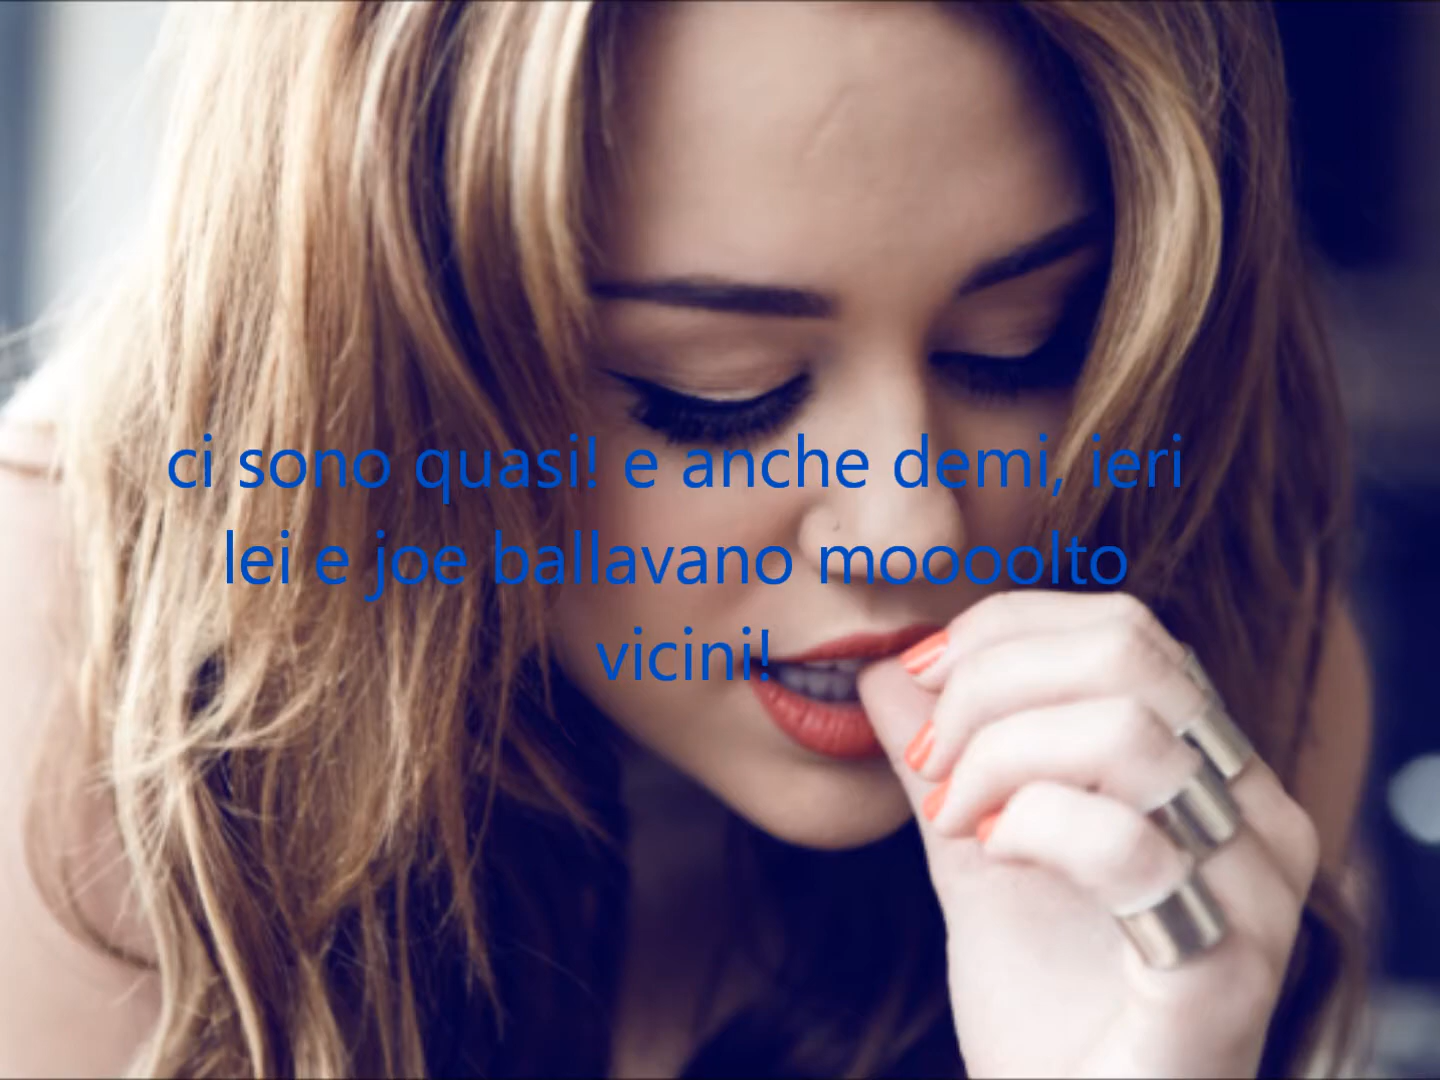 ci sono quasi! e anche demi, ieri
lei e joe ballavano moooolto
vicini!